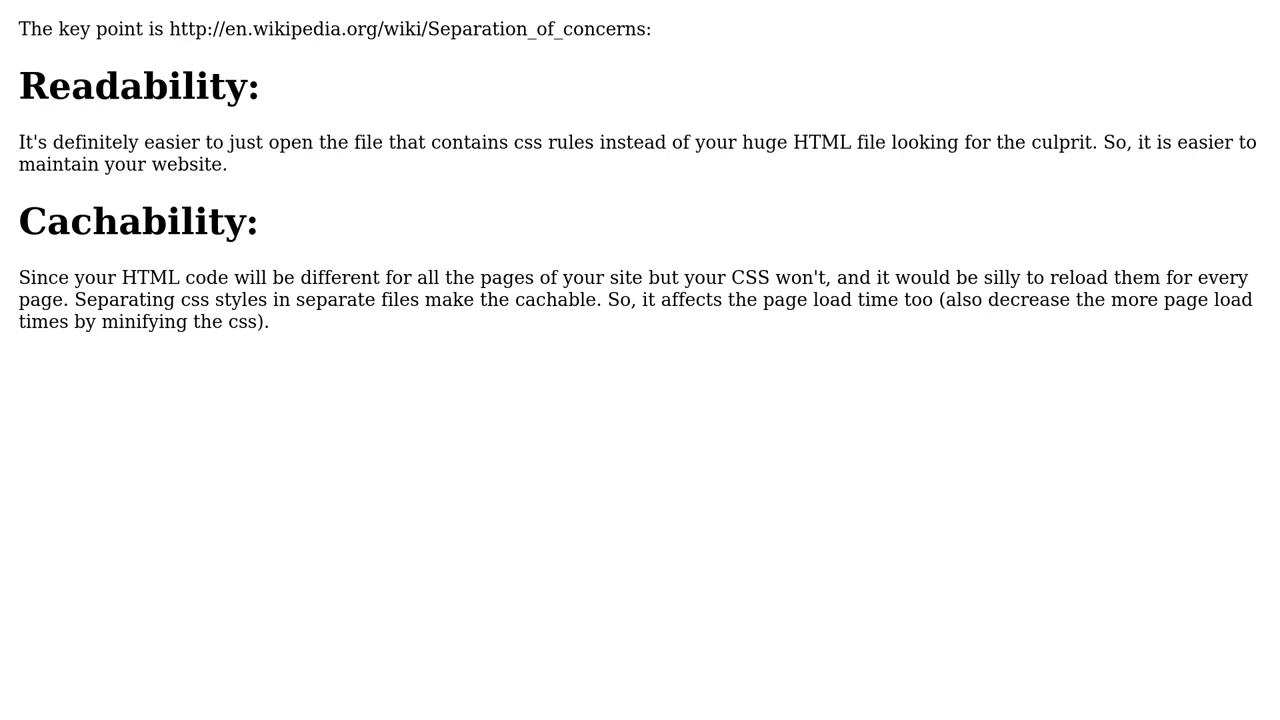 The key point is http://en.wikipedia.org/wiki/Separation_of_concerns:
Readability:
It's definitely easier to just open the file that contains css rules instead of your huge HTML file looking for the culprit. So, it is easier to
maintain your website.
Cachability:
Since your HTML code will be different for all the pages of your site but your CSS won't, and it would be silly to reload them for every
page. Separating css styles in separate files make the cachable. So, it affects the page load time too (also decrease the more page load
times by minifying the css).